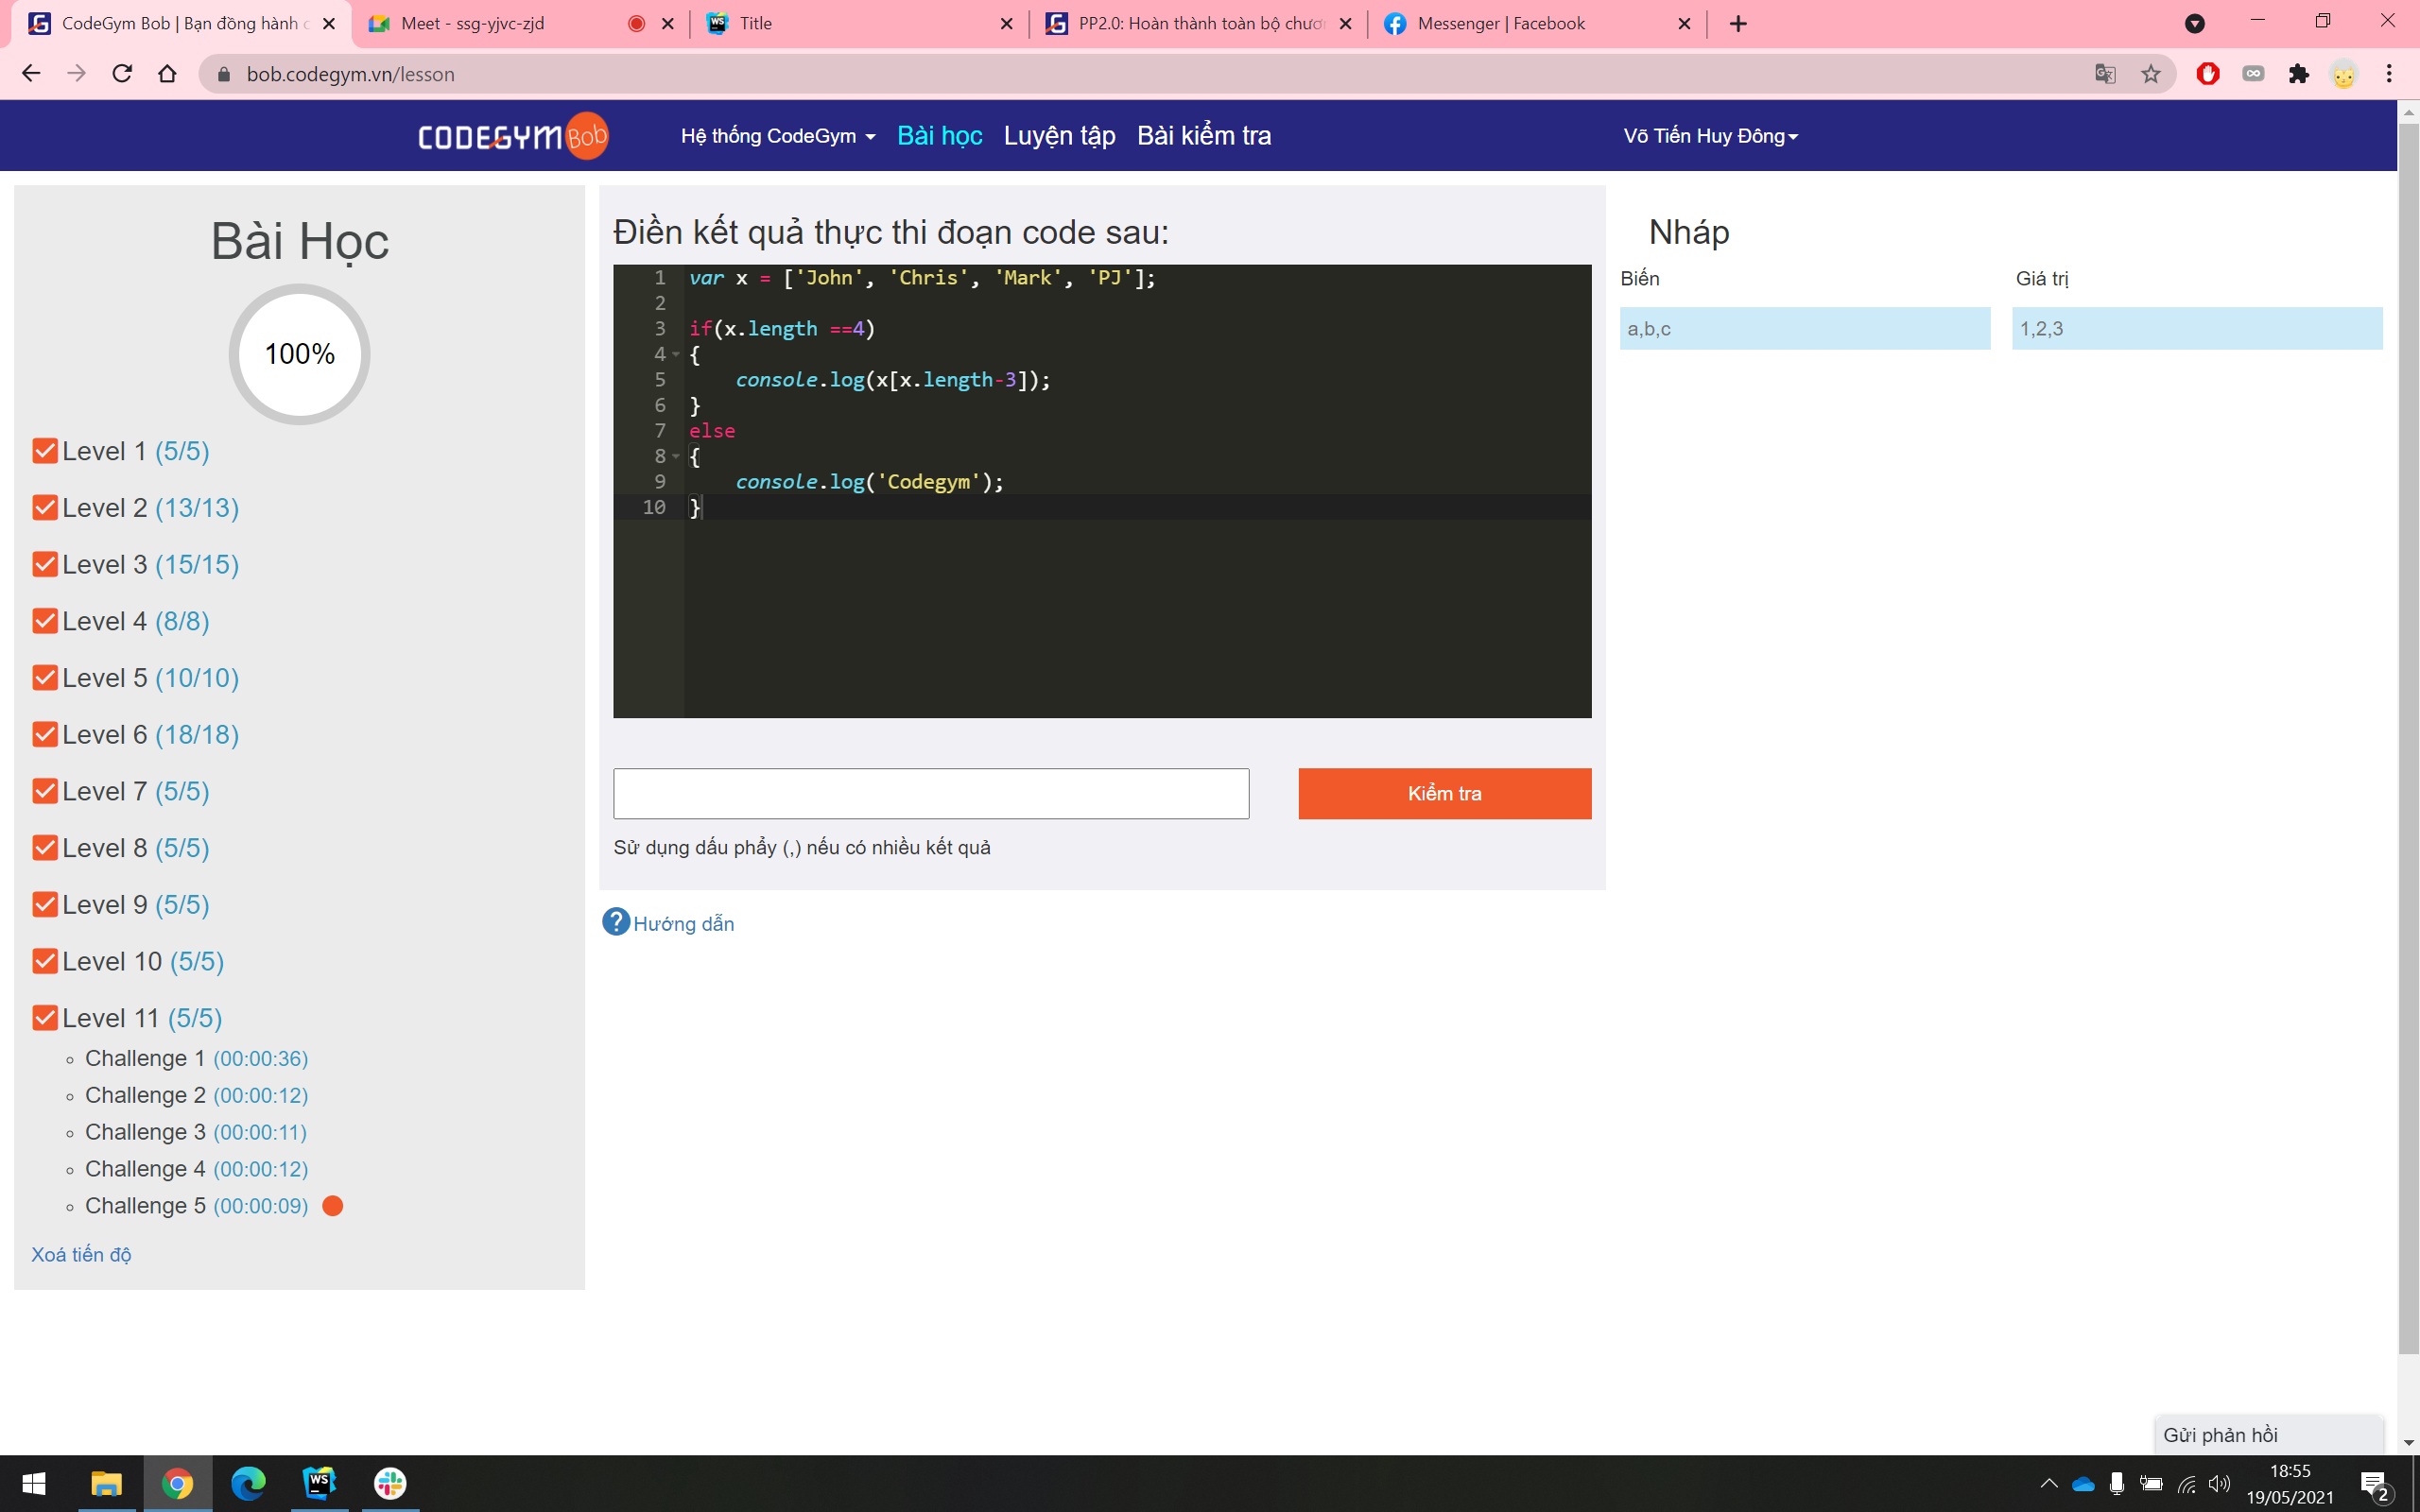 CodeGym Bob | Bạn đồng hành c
Meet - ssg-yjvc-zjd
Title
PP2.0: Hoàn thành toàn bộ chươ
Messenger | Facebook
bob.codegym.vn/lesson
CODEGYM Bob
Hệ thống CodeGym
Bài học
Luyện tập
Bài kiểm tra
Võ Tiến Huy Đông
Bài Học
100%
Level 1 (5/5)
Level 2 (13/13)
Level 3 (15/15)
Level 4 (8/8)
Level 5 (10/10)
Level 6 (18/18)
Level 7 (5/5)
Level 8 (5/5)
Level 9 (5/5)
Level 10 (5/5)
Level 11 (5/5)
Challenge 1 (00:00:36)
Challenge 2 (00:00:12)
Challenge 3 (00:00:11)
Challenge 4 (00:00:12)
Challenge 5 (00:00:09)
Xoá tiến độ
Điền kết quả thực thi đoạn code sau:
1 var x = ['John', 'Chris', 'Mark', 'PJ'];
2
3 if(x.length ==4)
4 {
5 console.log(x[x.length-3]);
6 }
7 else
8 {
9 console.log('Codegym');
10 }
Kiểm tra
Sử dụng dấu phẩy (,) nếu có nhiều kết quả
Hướng dẫn
Nháp
Biến
Giá trị
a,b,c
1,2,3
Gửi phản hồi
WS
18:55
19/05/2021
2